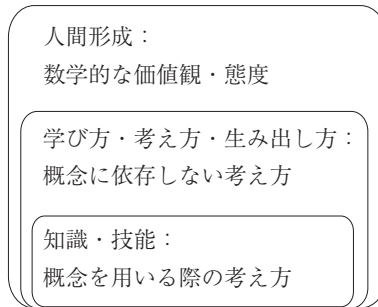 人間形成：
数学的な価値観・態度
学び方・考え方・生み出し方：
概念に依存しない考え方
知識・技能：
概念を用いる際の考え方